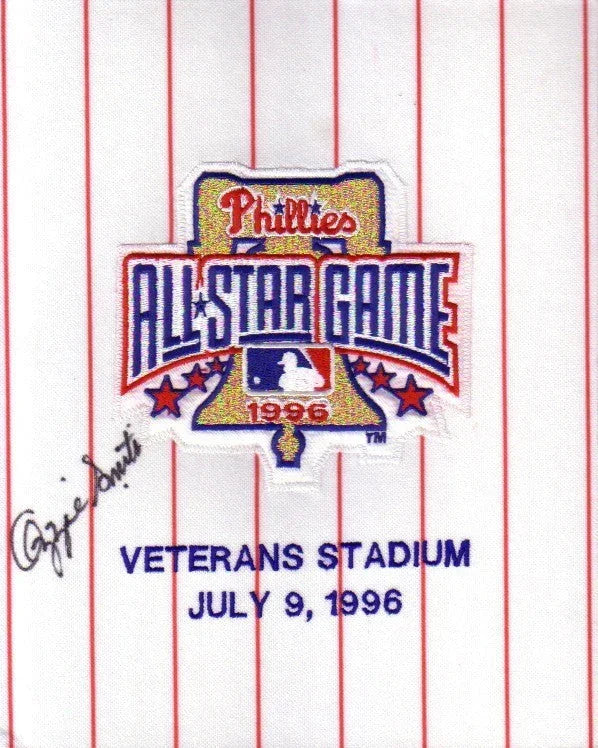 Phillies
ALL★STAR GAME
1996
TM
Ozzie Smith
VETERANS STADIUM
JULY 9, 1996